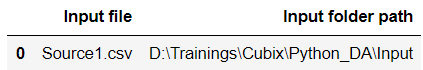 Input file Input folder path
0 Source1.csv D:\Trainings\Cubix\Python_DA\Input